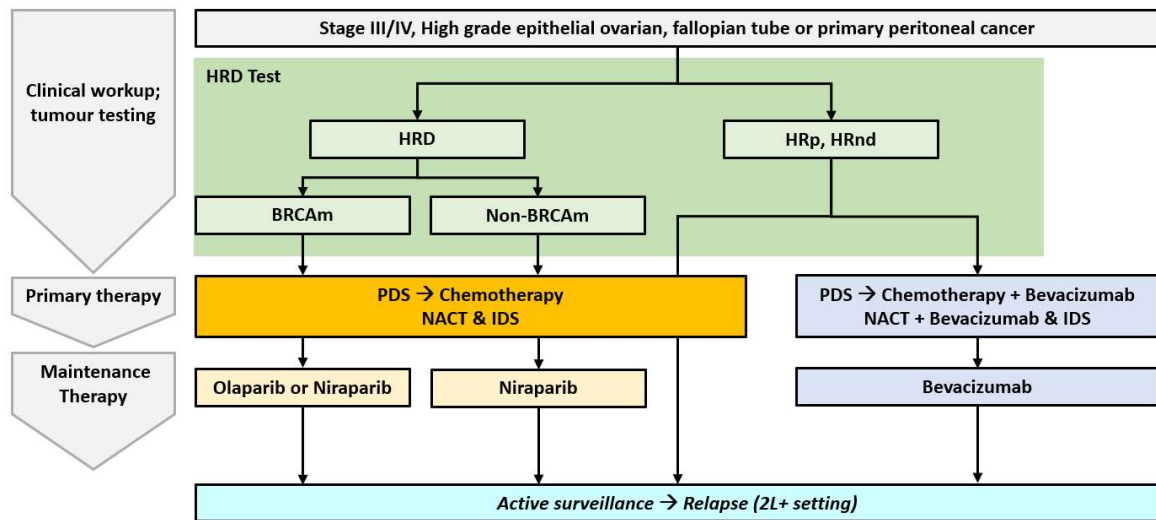 Stage III/IV, High grade epithelial ovarian, fallopian tube or primary peritoneal cancer
Clinical workup;
tumour testing
HRD Test
HRD
HRp, HRnd
BRCAm
Non-BRCAm
Primary therapy
PDS → Chemotherapy
NACT & IDS
PDS → Chemotherapy + Bevacizumab
NACT + Bevacizumab & IDS
Maintenance
Therapy
Olaparib or Niraparib
Niraparib
Bevacizumab
Active surveillance → Relapse (2L+ setting)